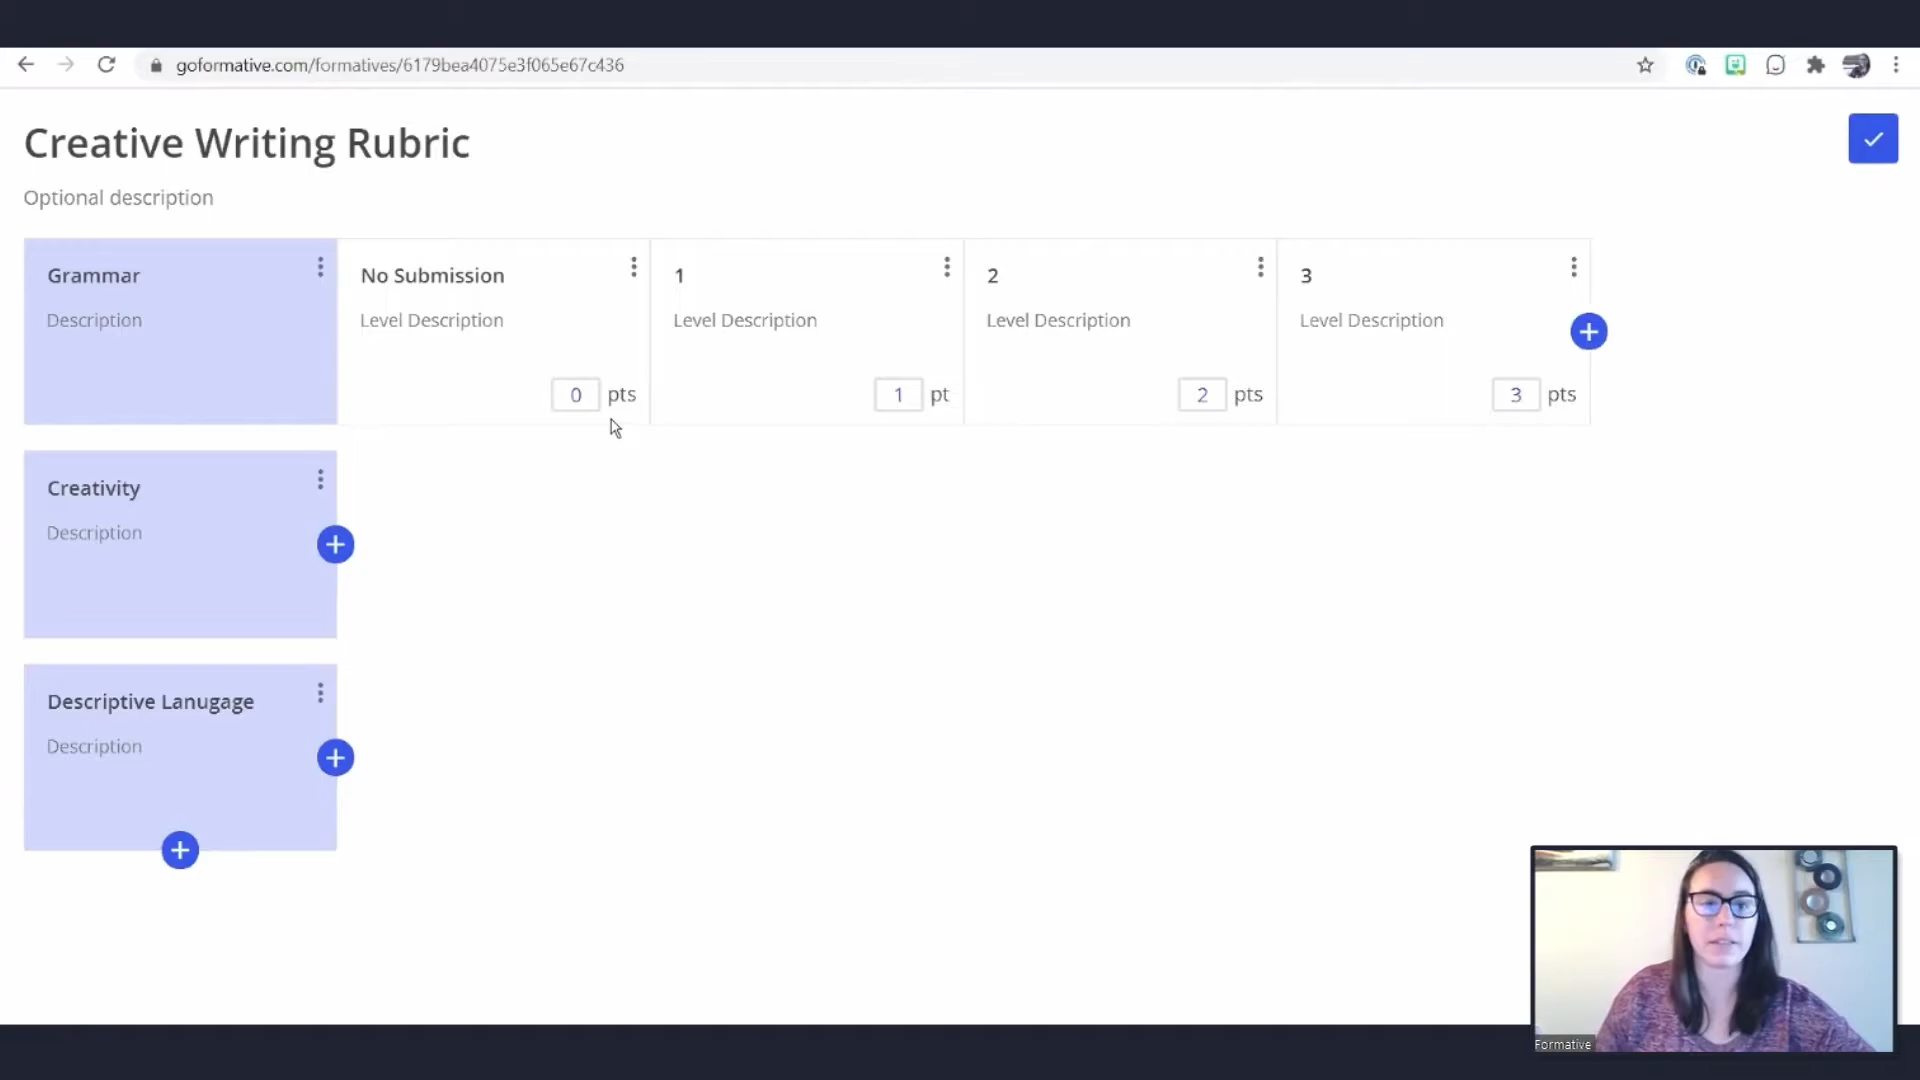 goformative.com/formatives/6179bea4075e3f065e67c436
Creative Writing Rubric
Optional description
Grammar
Description
No Submission
Level Description
0 pts
1
Level Description
1 pt
2
Level Description
2 pts
3
Level Description
3 pts
Creativity
Description
Descriptive Lanugage
Description
Formative